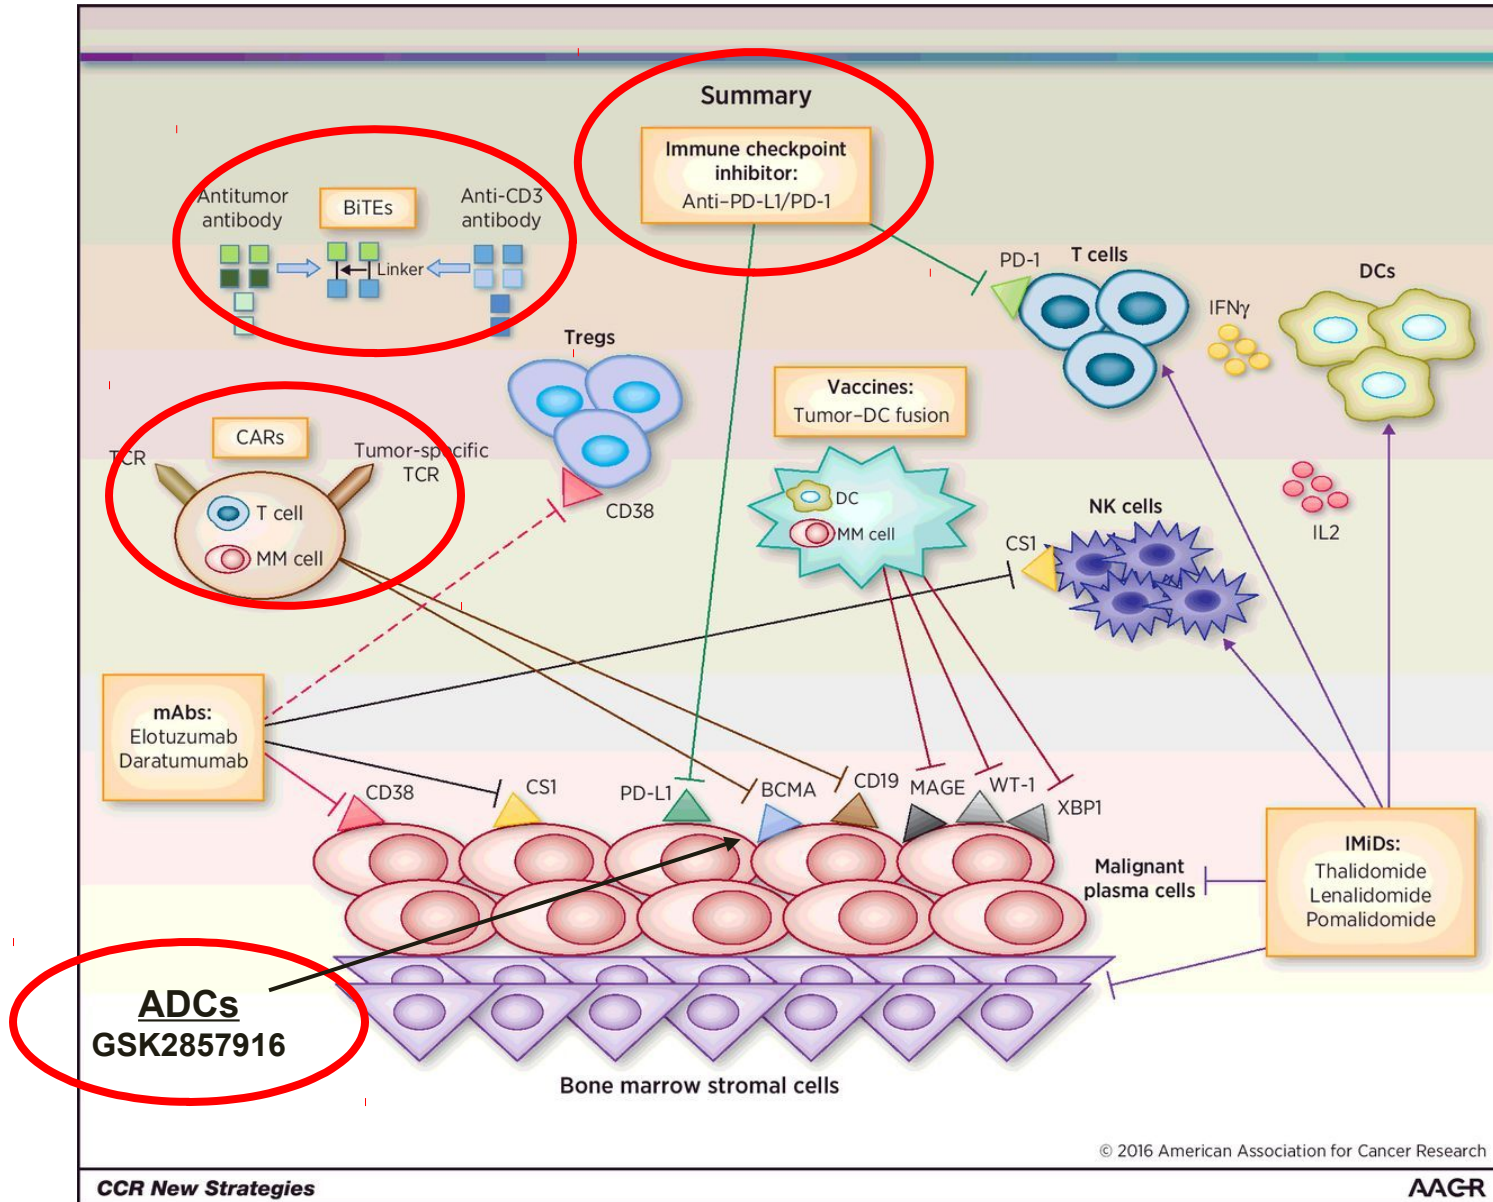 Summary
Immune checkpoint
inhibitor:
Anti–PD-L1/PD-1
Antitumor
antibody
BiTEs
Anti-CD3
antibody
Linker
PD-1
T cells
IFNγ
DCs
Tregs
CD38
Vaccines:
Tumor–DC fusion
DC
MM cell
CARs
TCR
Tumor-specific
TCR
T cell
MM cell
IL2
NK cells
CS1
mAbs:
Elotuzumab
Daratumumab
CD38
CS1
PD-L1
BCMA
CD19
MAGE
WT-1
XBP1
Malignant
plasma cells
IMiDs:
Thalidomide
Lenalidomide
Pomalidomide
ADCs
GSK2857916
Bone marrow stromal cells
© 2016 American Association for Cancer Research
CCR New Strategies
AACR